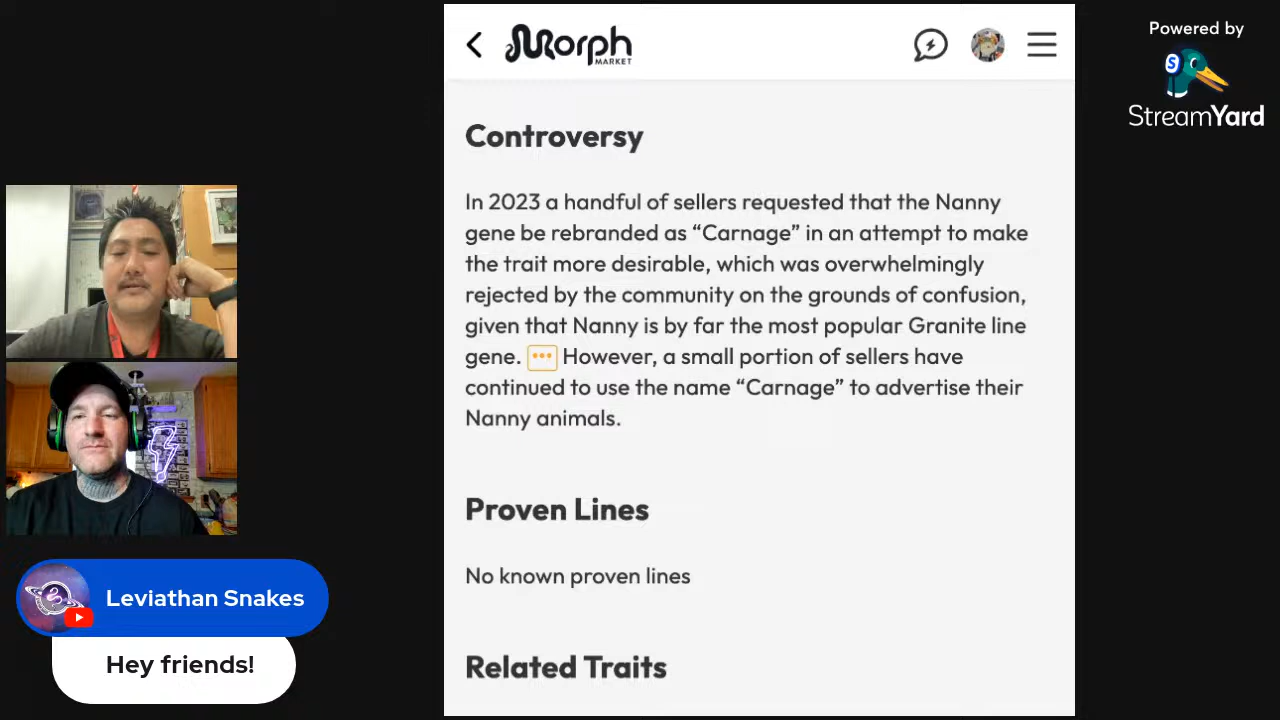 Morph
MARKET
Powered by
S
StreamYard
Controversy
In 2023 a handful of sellers requested that the Nanny
gene be rebranded as “Carnage” in an attempt to make
the trait more desirable, which was overwhelmingly
rejected by the community on the grounds of confusion,
given that Nanny is by far the most popular Granite line
gene. ••• However, a small portion of sellers have
continued to use the name “Carnage” to advertise their
Nanny animals.
Proven Lines
No known proven lines
Related Traits
Leviathan Snakes
Hey friends!